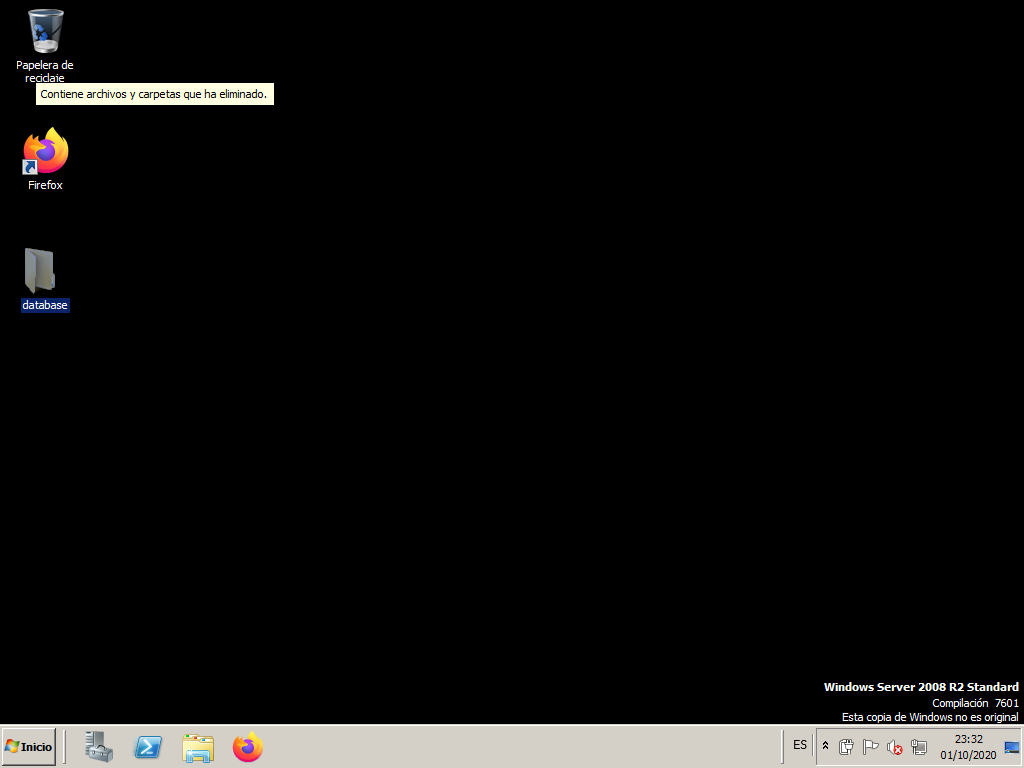 Papelera de
reciclaje
Contiene archivos y carpetas que ha eliminado.
Firefox
database
Windows Server 2008 R2 Standard
Compilación 7601
Esta copia de Windows no es original
Inicio
ES
23:32
01/10/2020